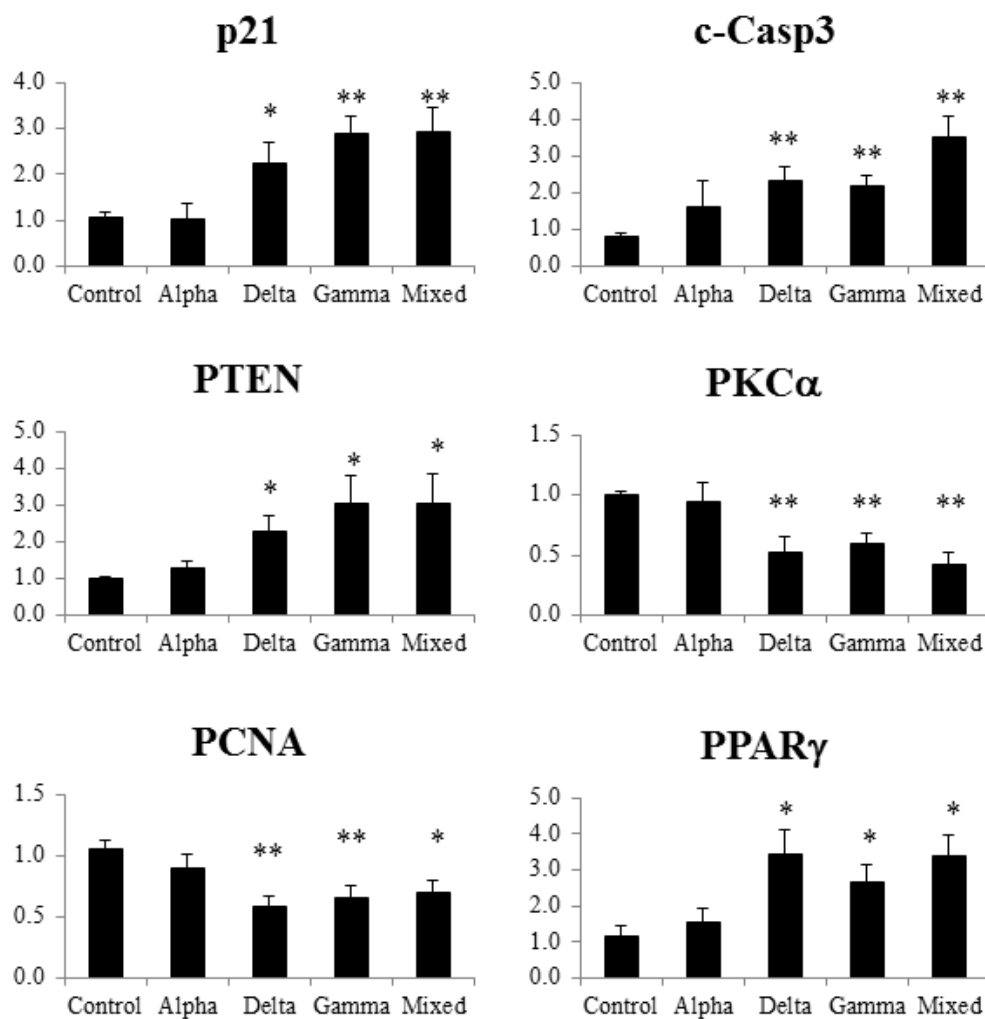 p21
4.0
3.0
2.0
1.0
0.0
* ** **
Control Alpha Delta Gamma Mixed
c-Casp3
5.0
4.0
3.0
2.0
1.0
0.0
** ** **
Control Alpha Delta Gamma Mixed
PTEN
5.0
4.0
3.0
2.0
1.0
0.0
* * *
Control Alpha Delta Gamma Mixed
PKCα
1.5
1.0
0.5
0.0
** ** **
Control Alpha Delta Gamma Mixed
PCNA
1.5
1.0
0.5
0.0
** ** *
Control Alpha Delta Gamma Mixed
PPARγ
5.0
4.0
3.0
2.0
1.0
0.0
* * *
Control Alpha Delta Gamma Mixed